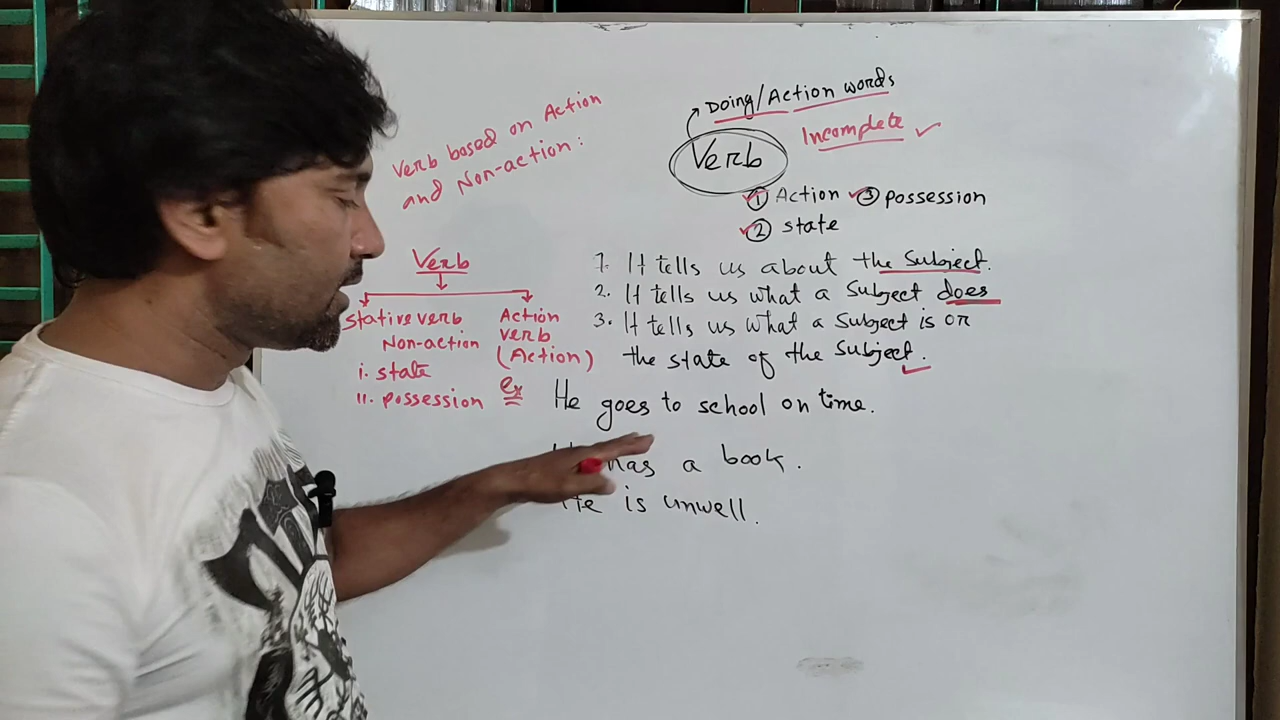 Doing/Action words
Incomplete
Verb
① Action ③ possession
② state
Verb based on Action
and Non-action:
Verb
Stative verb
Non-action
i. state
ii. possession
Action
verb
(Action)
1. It tells us about the Subject.
2. It tells us what a Subject does
3. It tells us what a Subject is or
the state of the Subject.
ex
He goes to school on time.
has a book.
He is unwell.